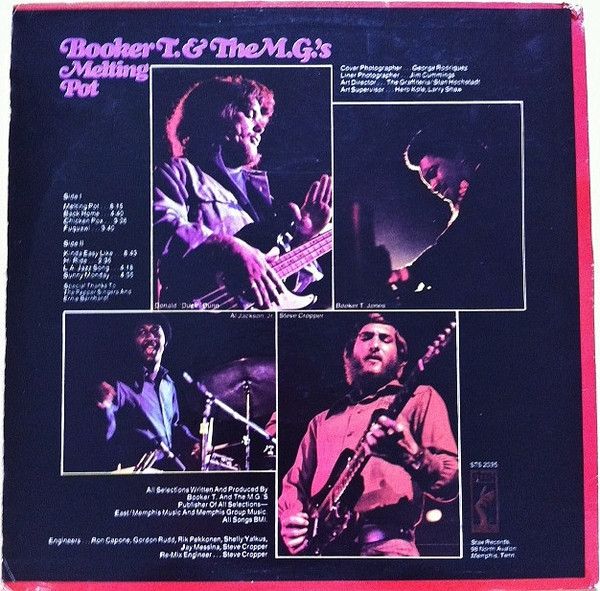 Booker T. & The M.G.'s
Melting
Pot
Cover Photographer . . . George Rodriguez
Liner Photographer . . . Jim Cummings
Art Director . . . The Graffiteria/Stan Hochstadt
Art Supervisor . . . Herb Kole, Larry Shaw
Side I
Melting Pot . . . 8:15
Back Home . . . 4:40
Chicken Pox . . . 3:26
Fuquawi . . . 3:40
Side II
Kinda Easy Like . . . 8:43
Hi Ride . . . 2:36
L.A. Jazz Song . . . 4:18
Sunny Monday . . . 4:35
Special Thanks To
The Pepper Singers And
Ernie Bernhardt
Donald "Duck" Dunn
Booker T. Jones
Al Jackson, Jr.
Steve Cropper
All Selections Written And Produced By
Booker T. And The M.G.'S
Publisher Of All Selections—
East/Memphis Music And Memphis Group Music
All Songs BMI.
Engineers . . . Ron Capone, Gordon Rudd, Rik Pekkonen, Shelly Yakus,
Jay Messina, Steve Cropper
Re-Mix Engineer . . . Steve Cropper
STS 2035
Stax Records,
98 North Avalon
Memphis, Tenn.